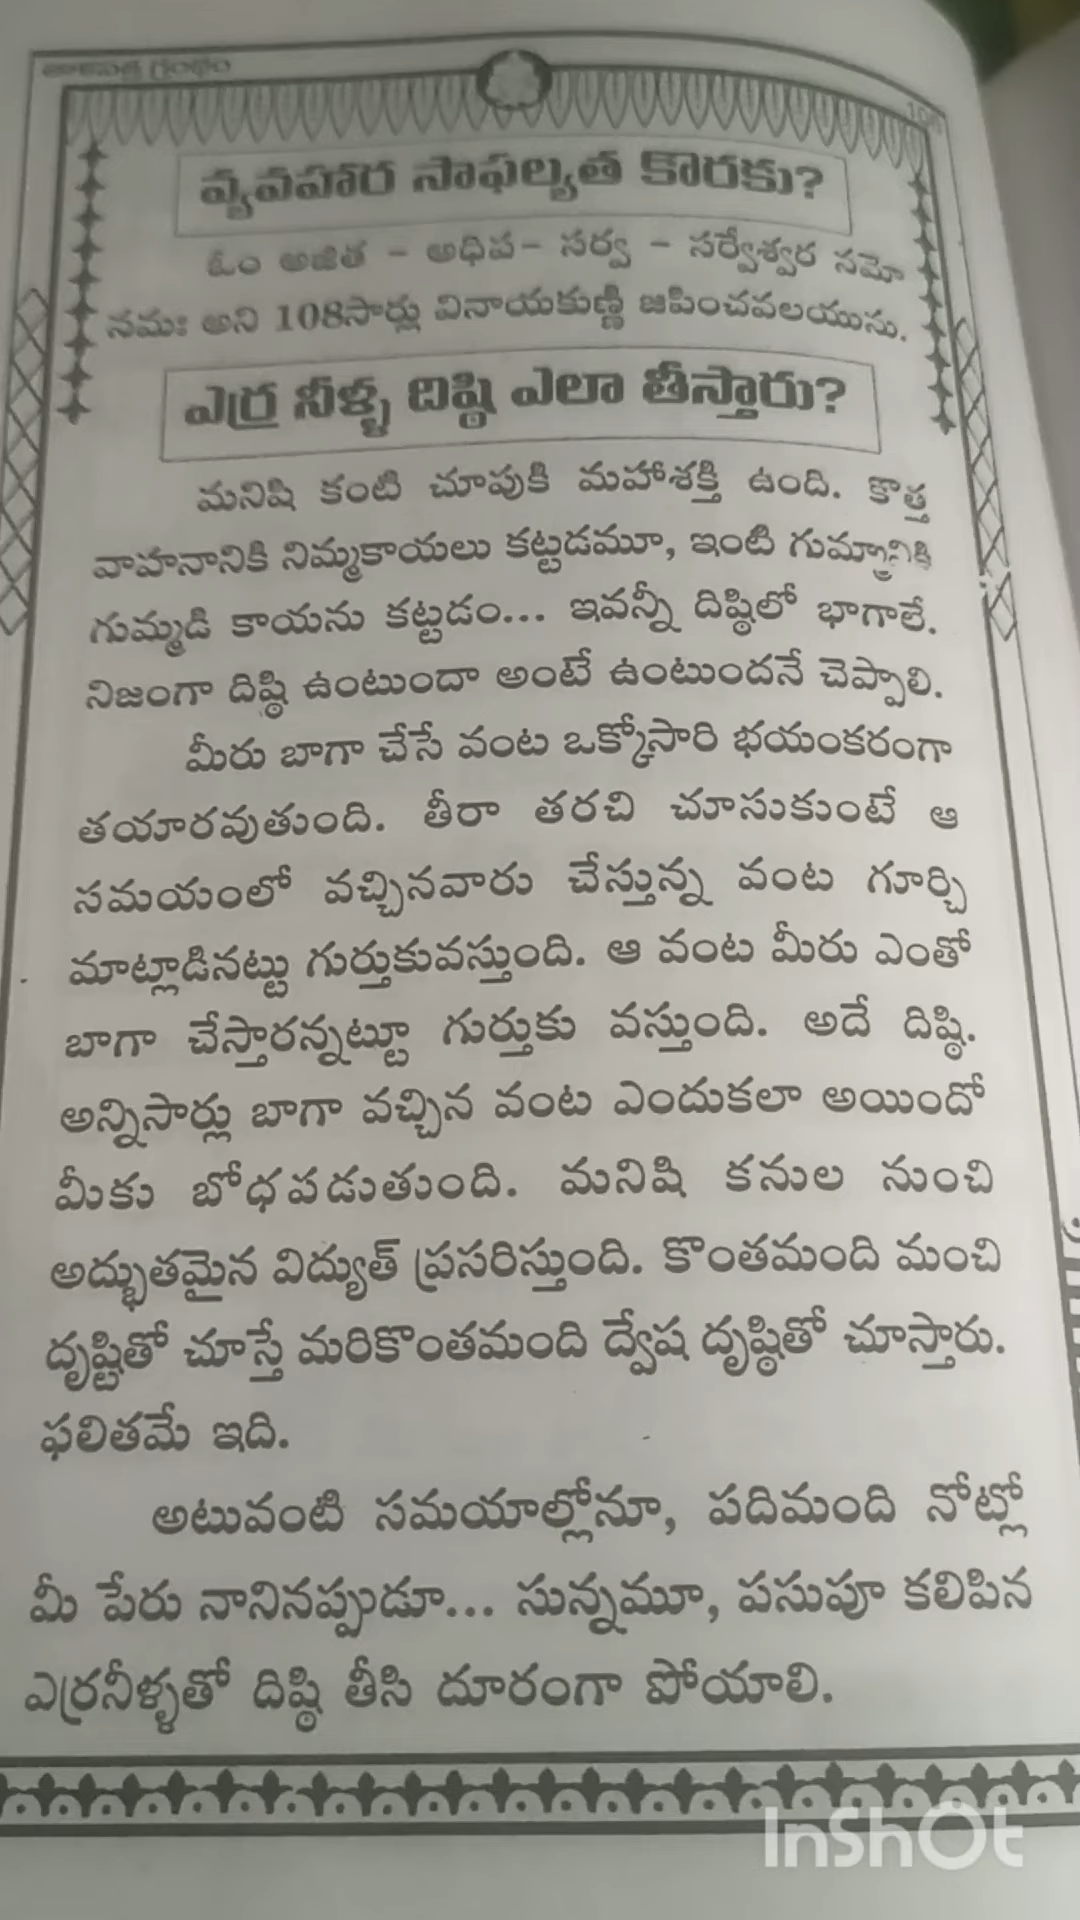 తాళపత్ర గ్రంథం
వ్యవహార సాఫల్యత కొరకు?
ఓం అజిత - అధిప- సర్వ - సర్వేశ్వర సమో
నమః అని 108సార్లు వినాయకుణ్ణి జపించవలయును.
ఎర్ర నీళ్ళ దిష్ఠి ఎలా తీస్తారు?
మనిషి కంటి చూపుకి మహాశక్తి ఉంది. కొత్త
వాహనానికి నిమ్మకాయలు కట్టడమూ, ఇంటి గుమ్మానికి
గుమ్మడి కాయను కట్టడం... ఇవన్నీ దిష్ఠిలో భాగాలే.
నిజంగా దిష్ఠి ఉంటుందా అంటే ఉంటుందనే చెప్పాలి.
మీరు బాగా చేసే వంట ఒక్కోసారి భయంకరంగా
తయారవుతుంది. తీరా తరచి చూసుకుంటే ఆ
సమయంలో వచ్చినవారు చేస్తున్న వంట గూర్చి
మాట్లాడినట్టు గుర్తుకువస్తుంది. ఆ వంట మీరు ఎంతో
బాగా చేస్తారన్నట్టూ గుర్తుకు వస్తుంది. అదే దిష్ఠి.
అన్నిసార్లు బాగా వచ్చిన వంట ఎందుకలా అయిందో
మీకు బోధపడుతుంది. మనిషి కనుల నుంచి
అద్భుతమైన విద్యుత్ ప్రసరిస్తుంది. కొంతమంది మంచి
దృష్టితో చూస్తే మరికొంతమంది ద్వేష దృష్ఠితో చూస్తారు.
ఫలితమే ఇది.
అటువంటి సమయాల్లోనూ, పదిమంది నోట్లో
మీ పేరు నానినప్పుడూ... సున్నమూ, పసుపూ కలిపిన
ఎర్రనీళ్ళతో దిష్ఠి తీసి దూరంగా పోయాలి.
InShOt